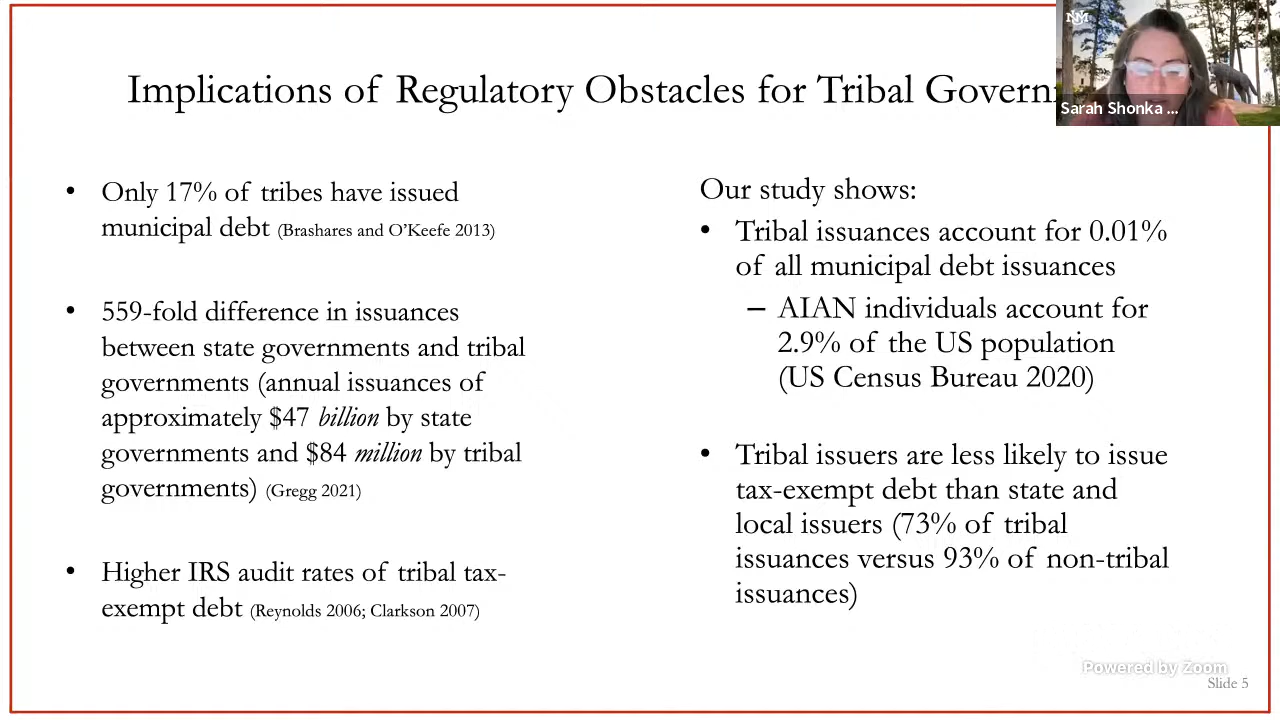 Implications of Regulatory Obstacles for Tribal Govern
NM
Sarah Shonka ...
• Only 17% of tribes have issued
municipal debt (Brashares and O’Keefe 2013)
• 559-fold difference in issuances
between state governments and tribal
governments (annual issuances of
approximately $47 billion by state
governments and $84 million by tribal
governments) (Gregg 2021)
• Higher IRS audit rates of tribal tax-
exempt debt (Reynolds 2006; Clarkson 2007)
Our study shows:
• Tribal issuances account for 0.01%
of all municipal debt issuances
– AIAN individuals account for
2.9% of the US population
(US Census Bureau 2020)
• Tribal issuers are less likely to issue
tax-exempt debt than state and
local issuers (73% of tribal
issuances versus 93% of non-tribal
issuances)
Powered by Zoom
Slide 5